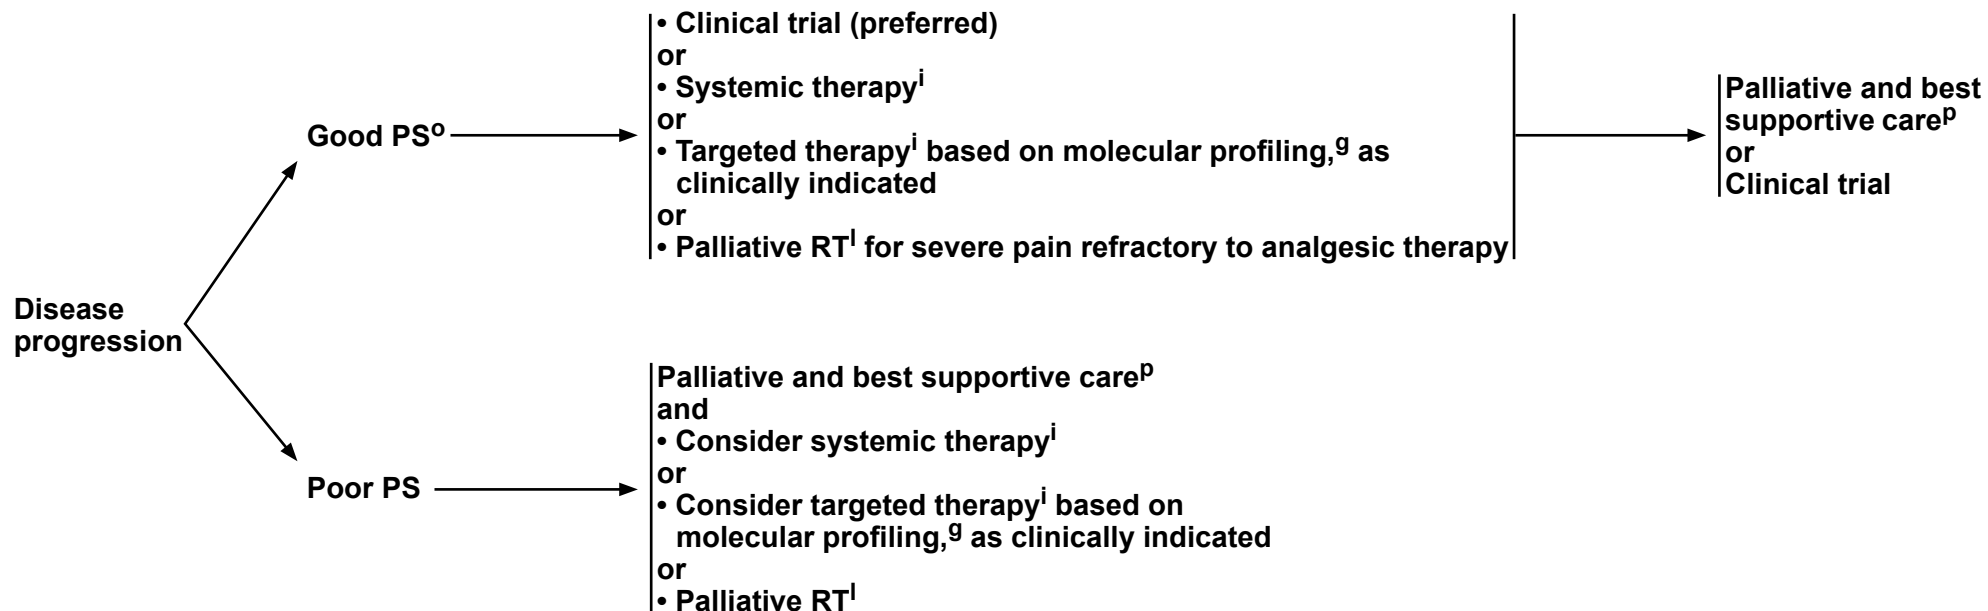 Disease
progression
Good PSº
• Clinical trial (preferred)
or
• Systemic therapyⁱ
or
• Targeted therapyⁱ based on molecular profiling,ᵍ as
clinically indicated
or
• Palliative RTˡ for severe pain refractory to analgesic therapy
Palliative and best
supportive careᵖ
or
Clinical trial
Poor PS
Palliative and best supportive careᵖ
and
• Consider systemic therapyⁱ
or
• Consider targeted therapyⁱ based on
molecular profiling,ᵍ as clinically indicated
or
• Palliative RTˡ